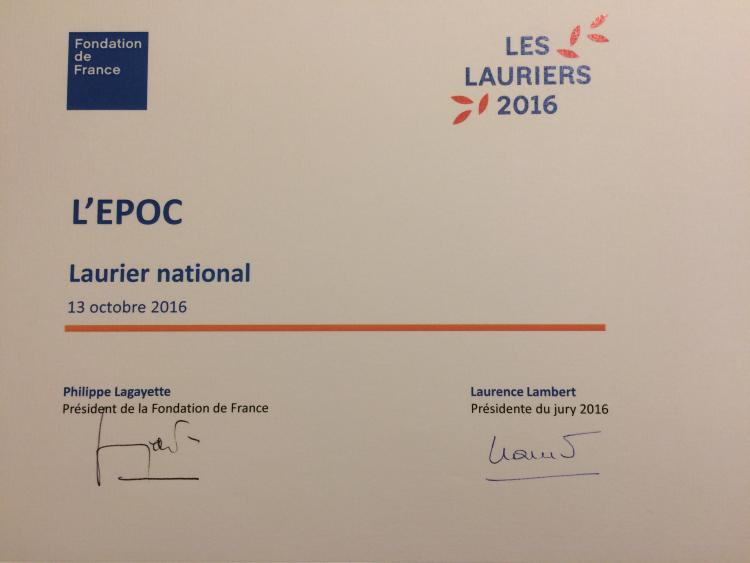 Fondation
de
France
LES
LAURIERS
2016
L'EPOC
Laurier national
13 octobre 2016
Philippe Lagayette
Président de la Fondation de France
Laurence Lambert
Présidente du jury 2016